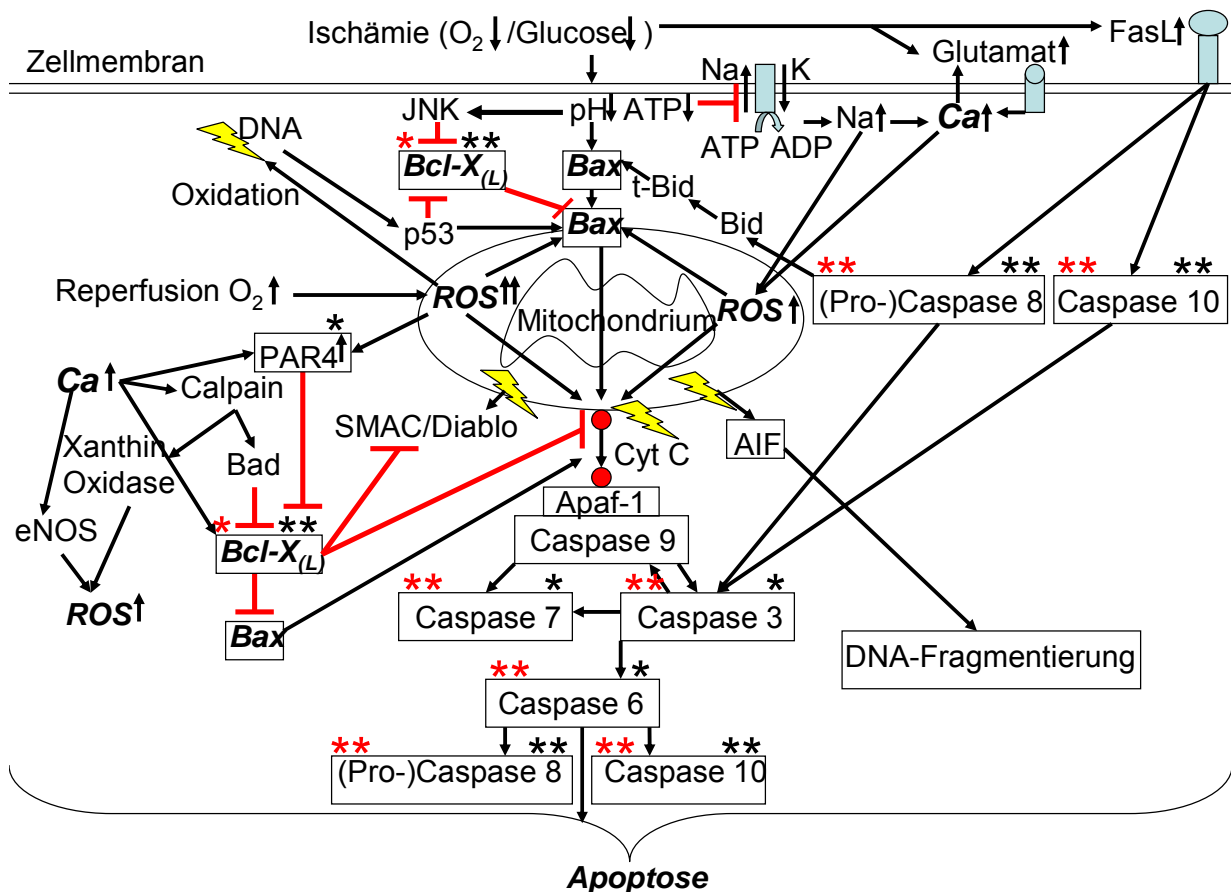 Ischämie (O2 /Glucose )
FasL
Zellmembran
Glutamat
Na K
JNK pH ATP
ATP ADP
Na Ca
DNA
* **
Bcl-X(L)
Bax
t-Bid
Oxidation
p53
Bax
Bid
** **
(Pro-)Caspase 8
** **
Caspase 10
Reperfusion O2
ROS
Mitochondrium
ROS
*
PAR4
Ca
Calpain
SMAC/Diablo
Cyt C
AIF
Xanthin
Oxidase
Bad
eNOS
* **
Bcl-X(L)
Apaf-1
Caspase 9
ROS
Bax
** *
Caspase 7
** *
Caspase 3
DNA-Fragmentierung
** *
Caspase 6
** **
(Pro-)Caspase 8
** **
Caspase 10
Apoptose